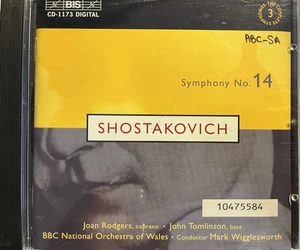 BIS
CD-1173 DIGITAL
ABC-SA
3
Symphony No. 14
SHOSTAKOVICH
10475584
Joan Rodgers, soprano • John Tomlinson, bass
BBC National Orchestra of Wales • Conductor Mark Wigglesworth